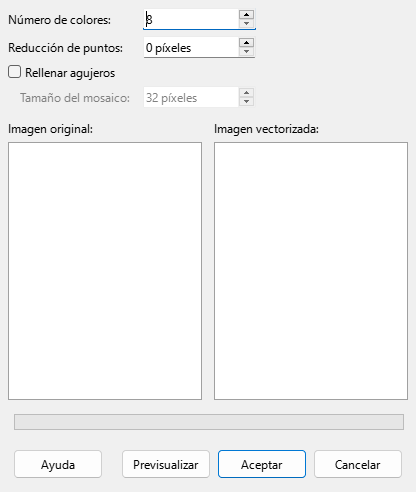 Número de colores: 8
Reducción de puntos: 0 píxeles
Rellenar agujeros
Tamaño del mosaico: 32 píxeles
Imagen original: Imagen vectorizada:
Ayuda Previsualizar Aceptar Cancelar